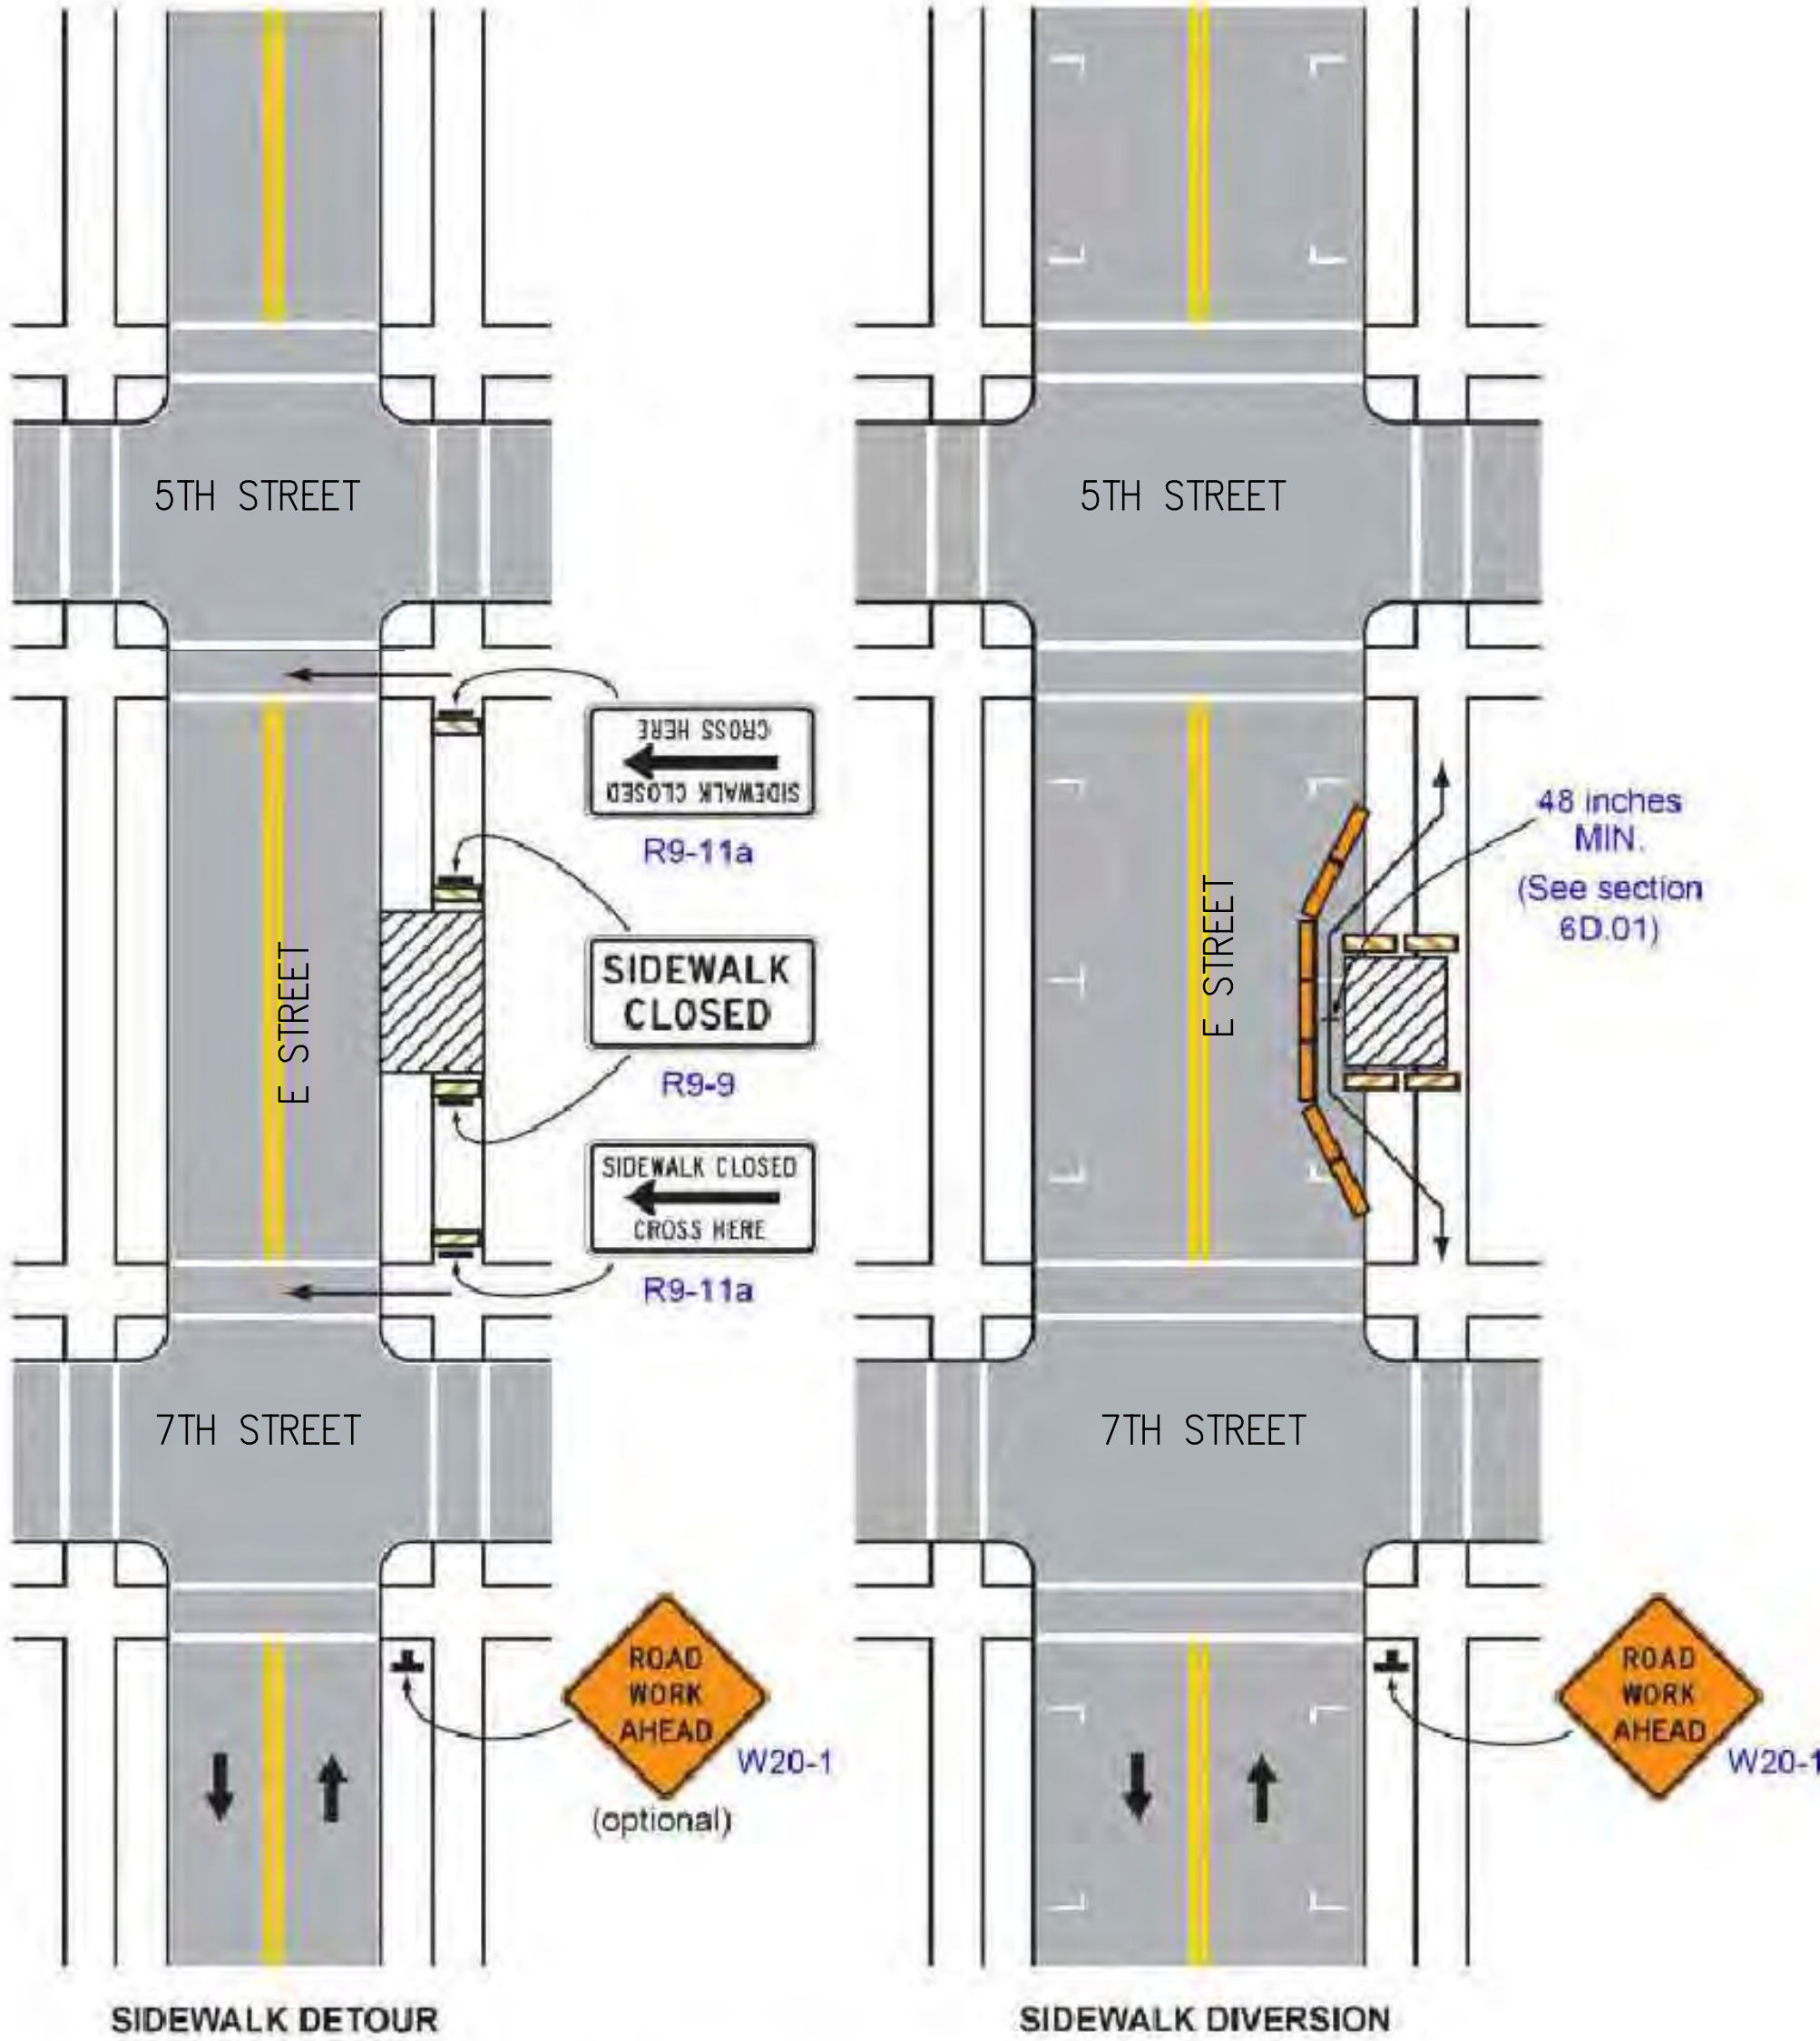 5TH STREET
CROSS HERE
SIDEWALK CLOSED
R9-11a
SIDEWALK
CLOSED
R9-9
E STREET
SIDEWALK CLOSED
CROSS HERE
R9-11a
7TH STREET
ROAD
WORK
AHEAD
W20-1
(optional)
SIDEWALK DETOUR
5TH STREET
48 inches
MIN.
(See section
6D.01)
E STREET
7TH STREET
ROAD
WORK
AHEAD
W20-1
SIDEWALK DIVERSION